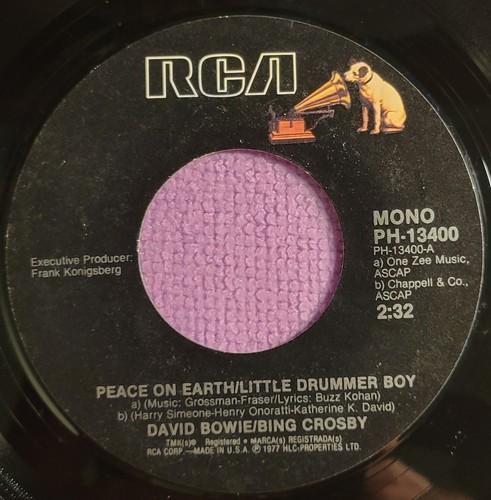 RCA
MONO
PH-13400
PH-13400-A
a) One Zee Music,
ASCAP
b) Chappell & Co.,
ASCAP
2:32
Executive Producer:
Frank Konigsberg
PEACE ON EARTH/LITTLE DRUMMER BOY
a) (Music: Grossman-Fraser/Lyrics: Buzz Kohan)
b) (Harry Simeone-Henry Onoratti-Katherine K. David)
DAVID BOWIE/BING CROSBY
TMK(s)® Registered • MARCA(s) REGISTRADA(s)
RCA CORP.—MADE IN U.S.A. ℗ 1977 HLC-PROPERTIES LTD.